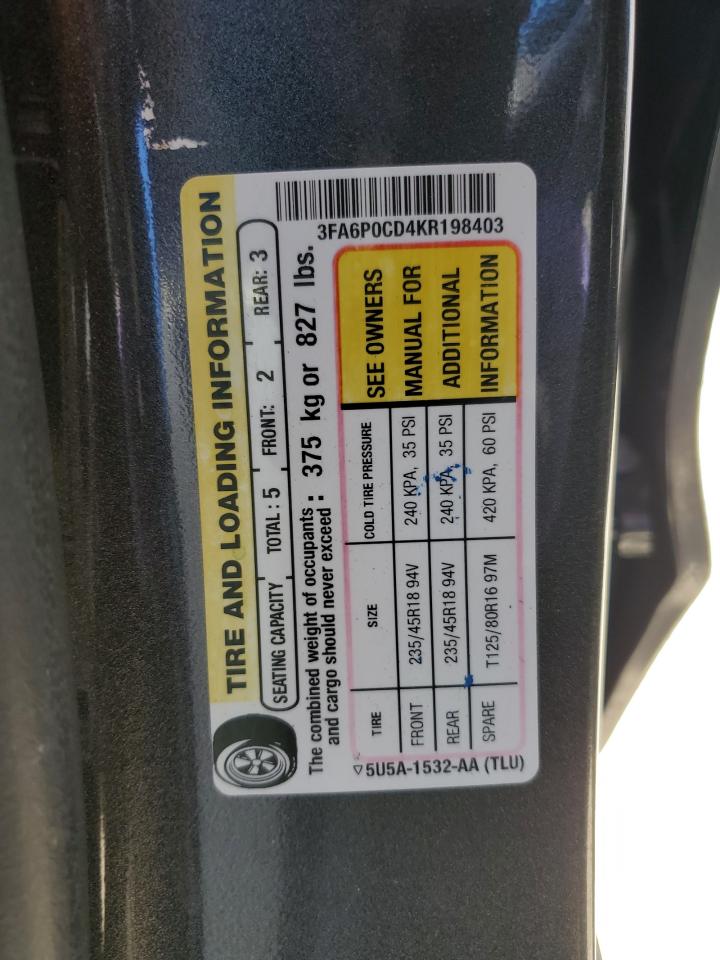 3FA6P0CD4KR198403
TIRE AND LOADING INFORMATION
SEATING CAPACITY TOTAL : 5 FRONT: 2 REAR: 3
The combined weight of occupants
and cargo should never exceed : 375 kg or 827 lbs.
TIRE SIZE COLD TIRE PRESSURE
FRONT 235/45R18 94V 240 KPA, 35 PSI
REAR 235/45R18 94V 240 KPA, 35 PSI
SPARE T125/80R16 97M 420 KPA, 60 PSI
SEE OWNERS
MANUAL FOR
ADDITIONAL
INFORMATION
▽5U5A-1532-AA (TLU)